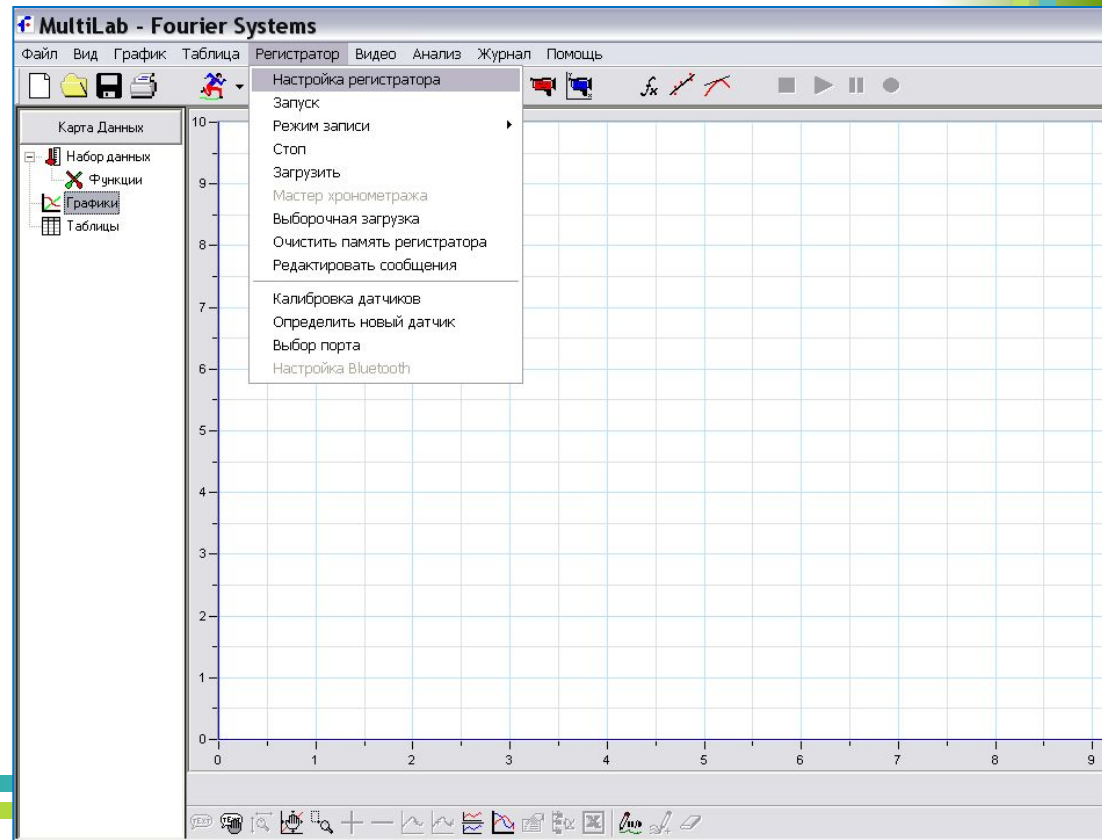 MultiLab - Fourier Systems
Файл Вид График Таблица Регистратор Видео Анализ Журнал Помощь
Настройка регистратора
Запуск
Режим записи
Стоп
Загрузить
Мастер хронометража
Выборочная загрузка
Очистить память регистратора
Редактировать сообщения
Калибровка датчиков
Определить новый датчик
Выбор порта
Настройка Bluetooth
Карта Данных
Набор данных
Функции
Графики
Таблицы
10
9
8
7
6
5
4
3
2
1
0
0 1 2 3 4 5 6 7 8 9